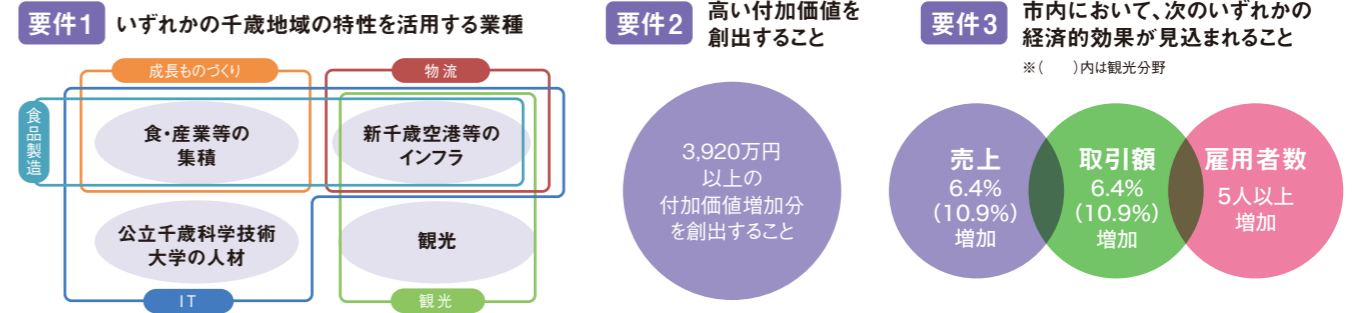 要件1
いずれかの千歳地域の特性を活用する業種
成長ものづくり
物流
食品製造
食・産業等の
集積
新千歳空港等の
インフラ
公立千歳科学技術
大学の人材
観光
IT
観光
要件2
高い付加価値を
創出すること
3,920万円
以上の
付加価値増加分
を創出すること
要件3
市内において、次のいずれかの
経済的効果が見込まれること
※(　　)内は観光分野
売上
6.4%
(10.9%)
増加
取引額
6.4%
(10.9%)
増加
雇用者数
5人以上
増加